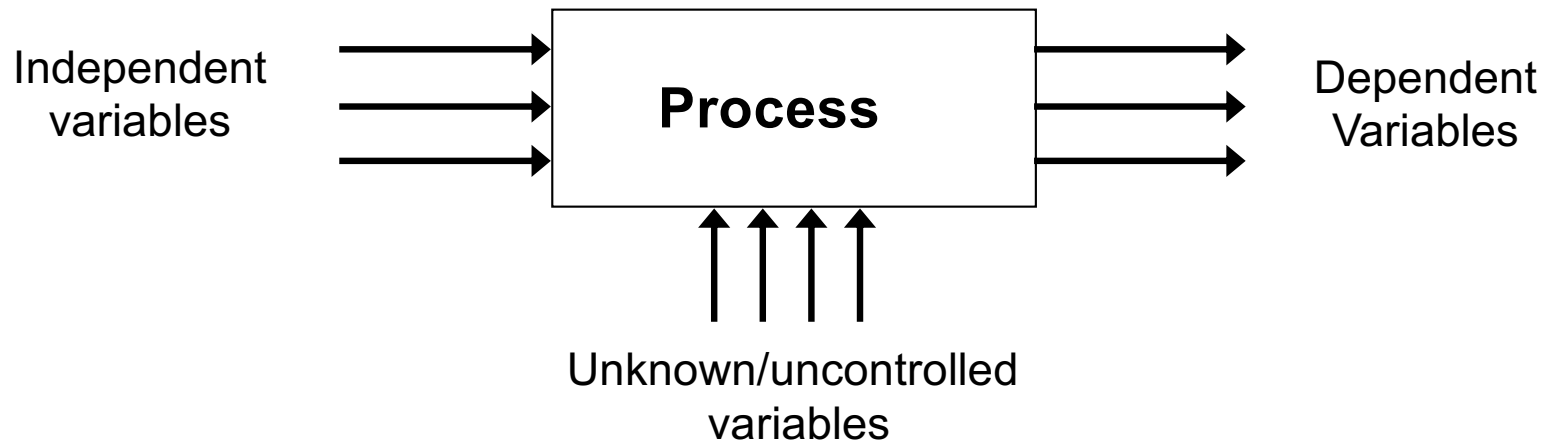 Independent
variables
Process
Dependent
Variables
Unknown/uncontrolled
variables